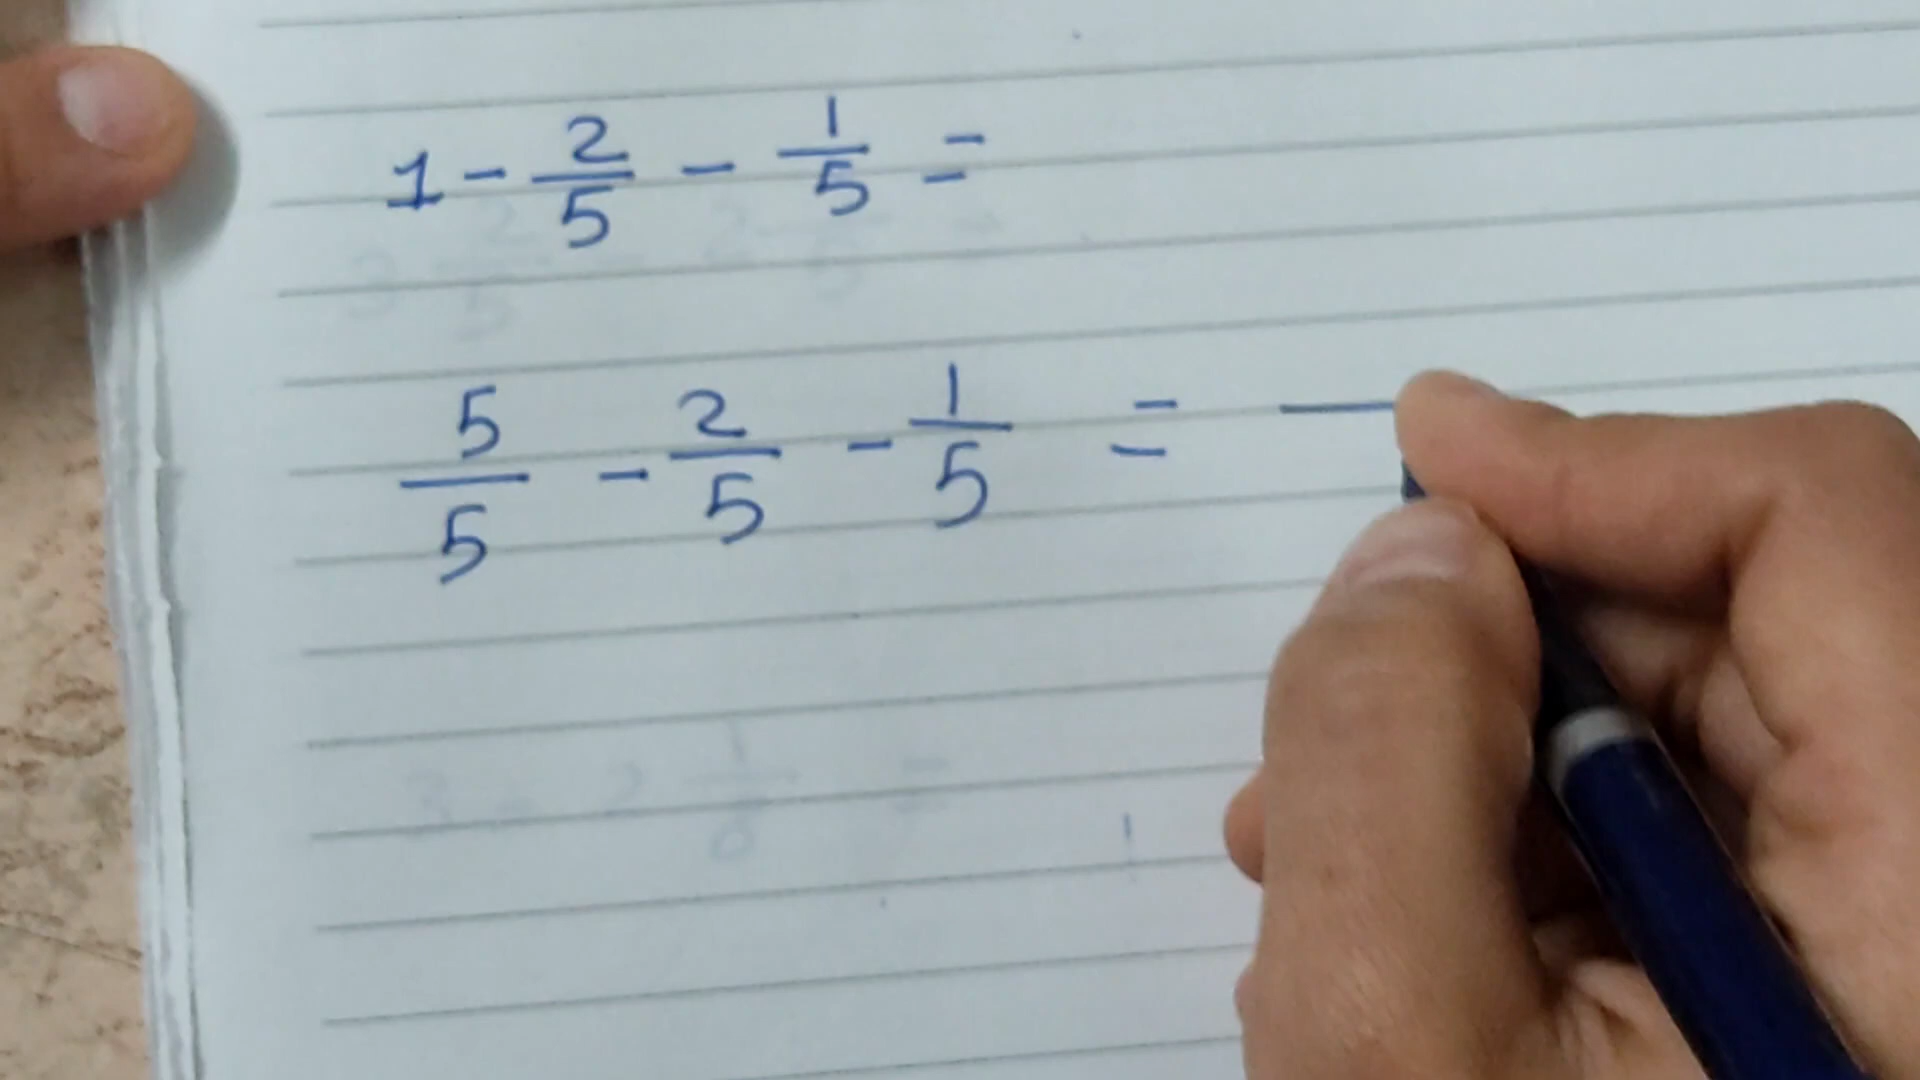 1 - 2/5 - 1/5 =
5/5 - 2/5 - 1/5 =